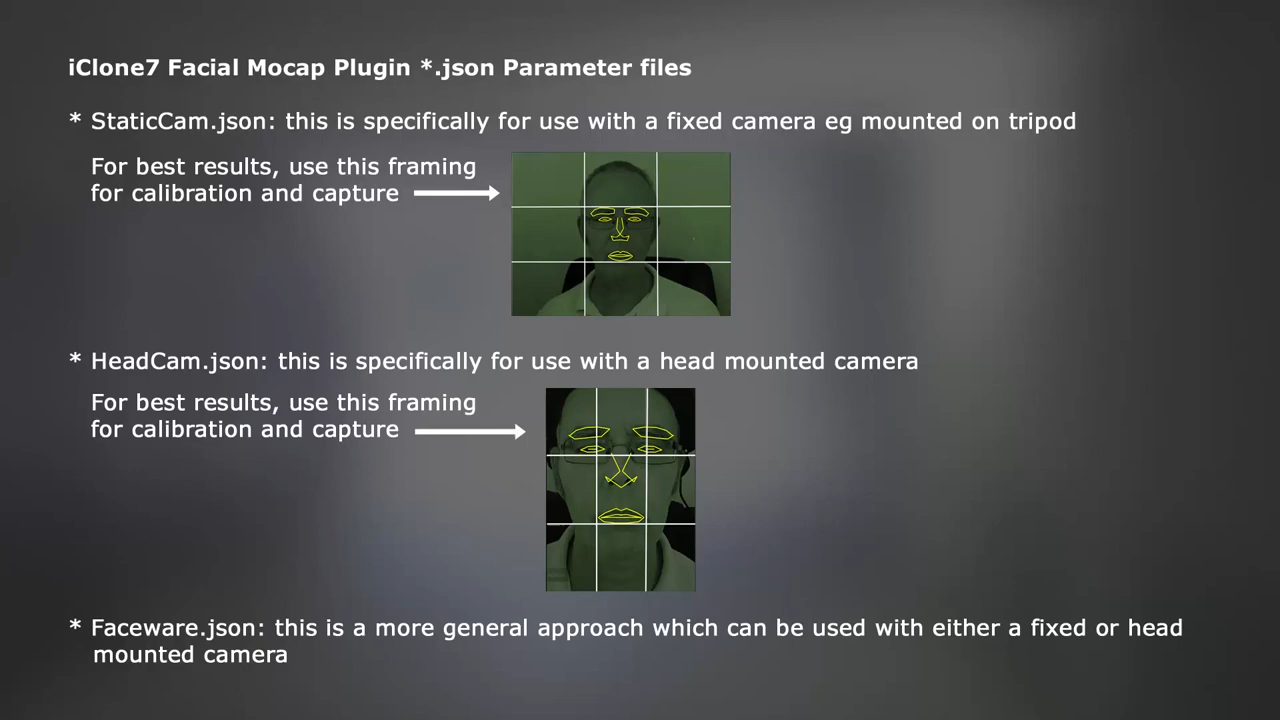 iClone7 Facial Mocap Plugin *.json Parameter files
* StaticCam.json: this is specifically for use with a fixed camera eg mounted on tripod
For best results, use this framing
for calibration and capture
* HeadCam.json: this is specifically for use with a head mounted camera
For best results, use this framing
for calibration and capture
* Faceware.json: this is a more general approach which can be used with either a fixed or head
mounted camera